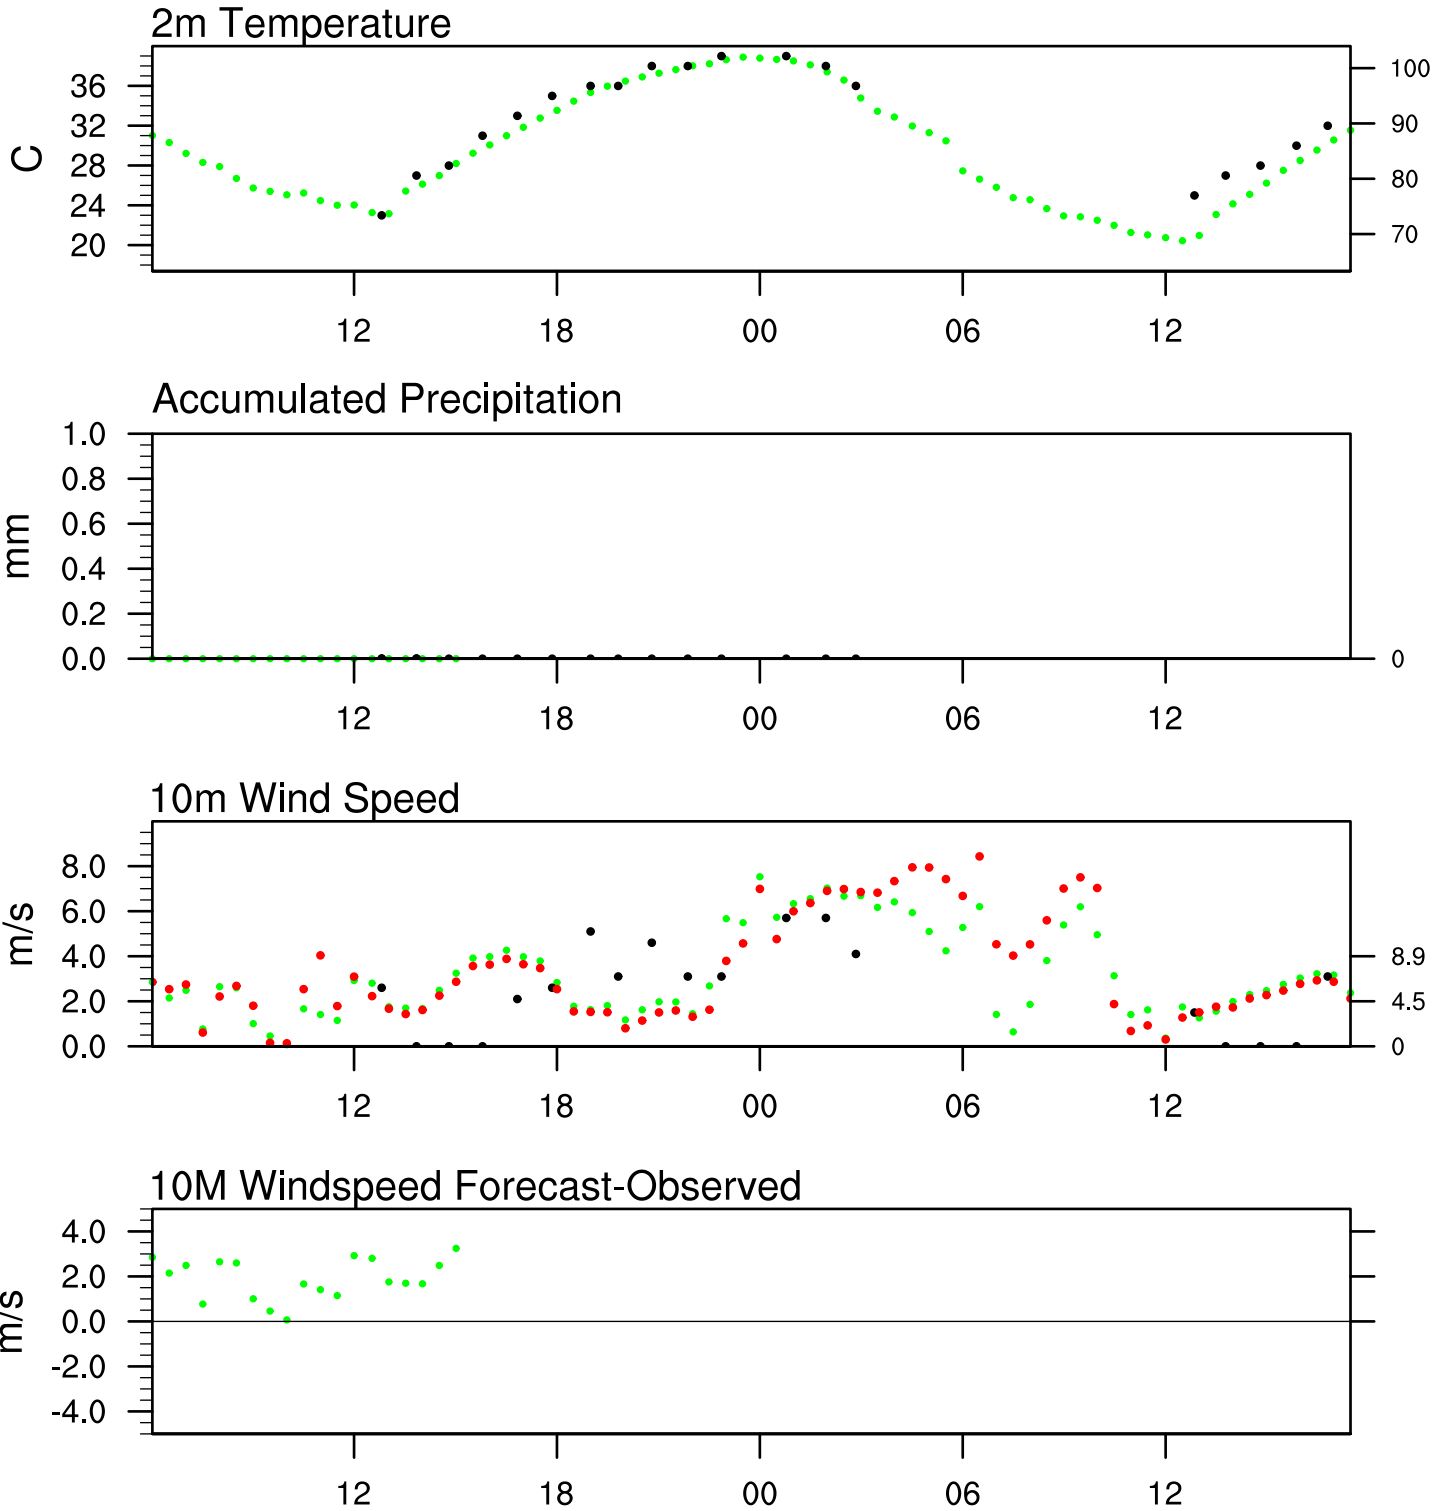 2m Temperature
36
32
28
24
20
C
100
90
80
70
12 18 00 06 12
Accumulated Precipitation
1.0
0.8
0.6
0.4
0.2
0.0
mm
0
12 18 00 06 12
10m Wind Speed
8.0
6.0
4.0
2.0
0.0
m/s
8.9
4.5
0
12 18 00 06 12
10M Windspeed Forecast-Observed
4.0
2.0
0.0
-2.0
-4.0
m/s
12 18 00 06 12